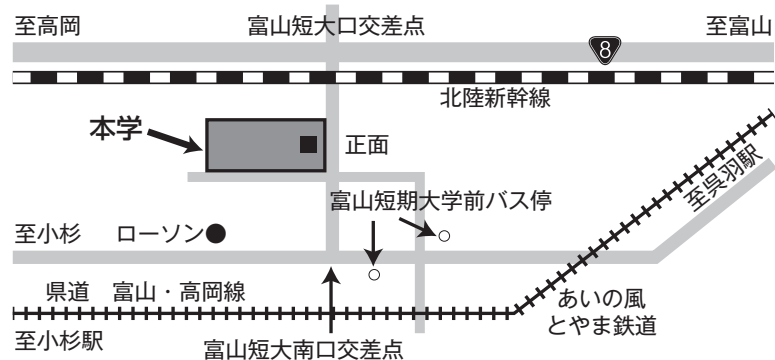 至高岡
富山短大口交差点
至富山
8
北陸新幹線
本学
正面
至呉羽駅
富山短期大学前バス停
至小杉
ローソン
県道 富山・高岡線
あいの風
とやま鉄道
至小杉駅
富山短大南口交差点